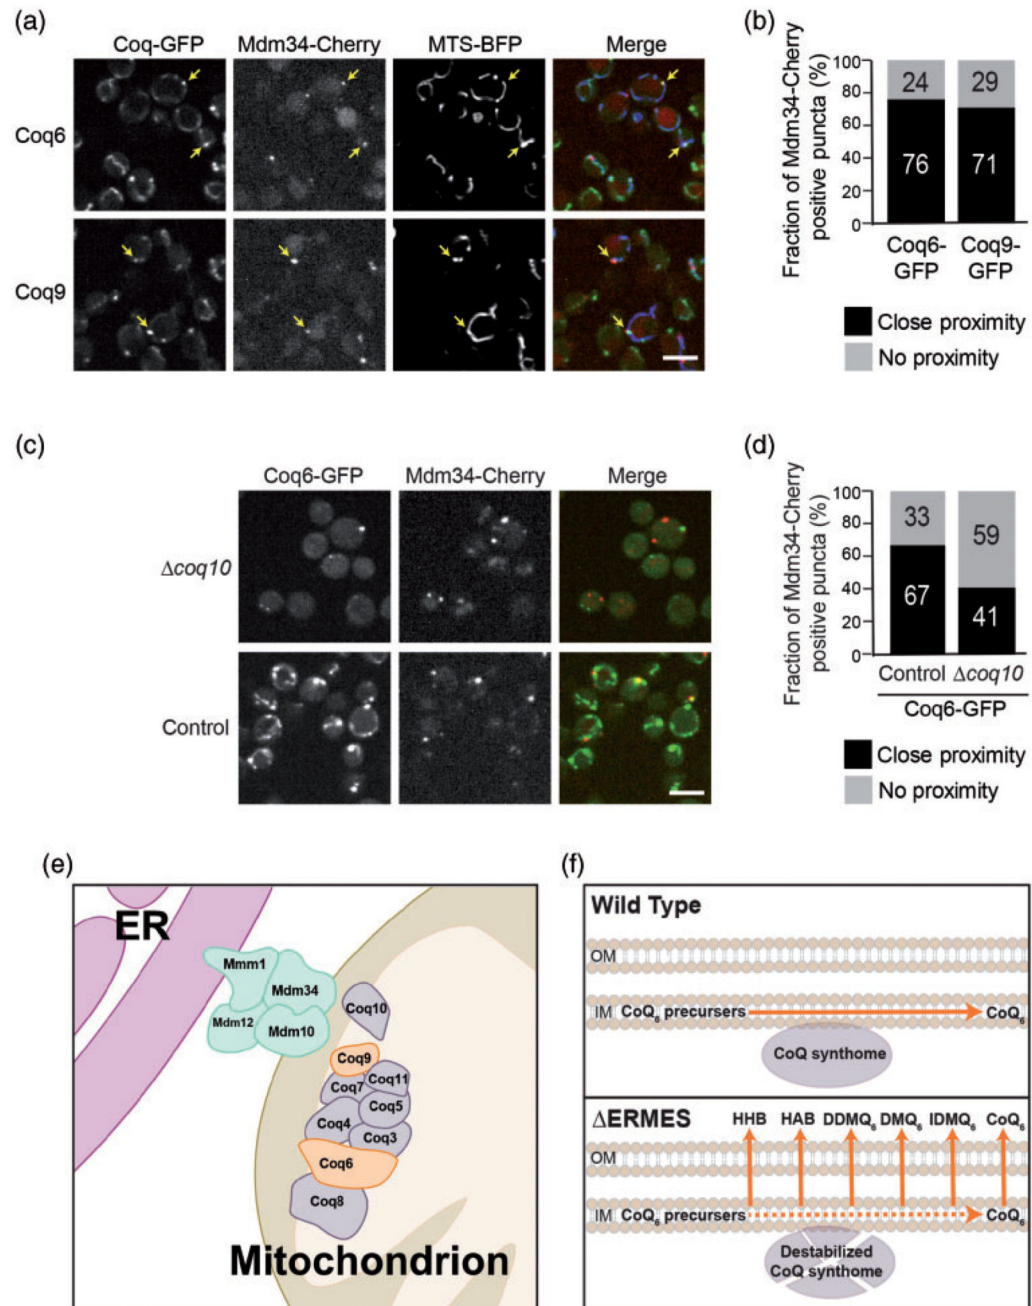 (a)
Coq-GFP Mdm34-Cherry MTS-BFP Merge
Coq6
Coq9
(b)
Fraction of Mdm34-Cherry
positive puncta (%)
100
80
60
40
20
0
24 29
76 71
Coq6-
GFP
Coq9-
GFP
Close proximity
No proximity
(c)
Coq6-GFP Mdm34-Cherry Merge
Δcoq10
Control
(d)
Fraction of Mdm34-Cherry
positive puncta (%)
100
80
60
40
20
0
33 59
67 41
Control Δcoq10
Coq6-GFP
Close proximity
No proximity
(e)
ER
Mmm1
Mdm34
Mdm12
Mdm10
Coq10
Coq9
Coq7
Coq11
Coq5
Coq4
Coq3
Coq6
Coq8
Mitochondrion
(f)
Wild Type
OM
IM CoQ₆ precursers CoQ₆
CoQ synthome
ΔERMES
HHB HAB DDMQ₆ DMQ₆ IDMQ₆ CoQ₆
OM
IM CoQ₆ precursers CoQ₆
Destabilized
CoQ synthome